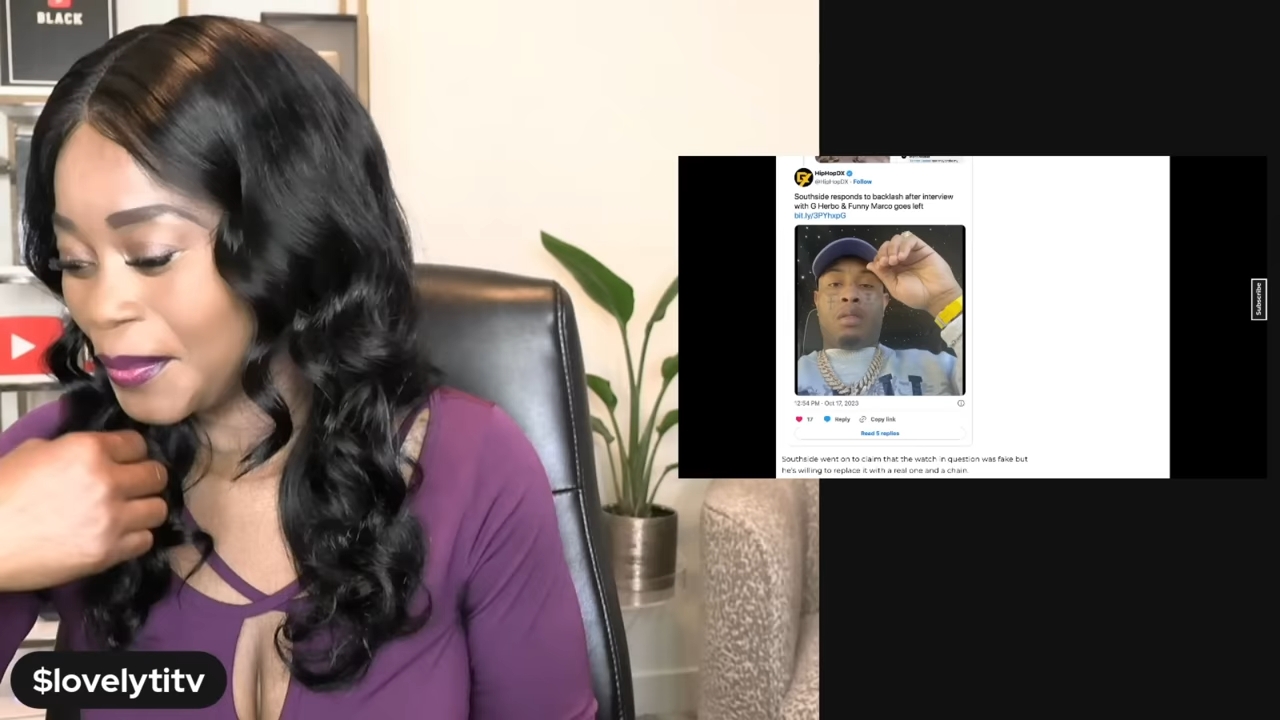 BLACK
HipHopDX
@HipHopDX · Follow
Southside responds to backlash after interview
with G Herbo & Funny Marco goes left
bit.ly/3PYhxpG
12:54 PM · Oct 17, 2023
17 Reply Copy link
Read 5 replies
Southside went on to claim that the watch in question was fake but
he's willing to replace it with a real one and a chain.
Subscribe
$lovelytitv